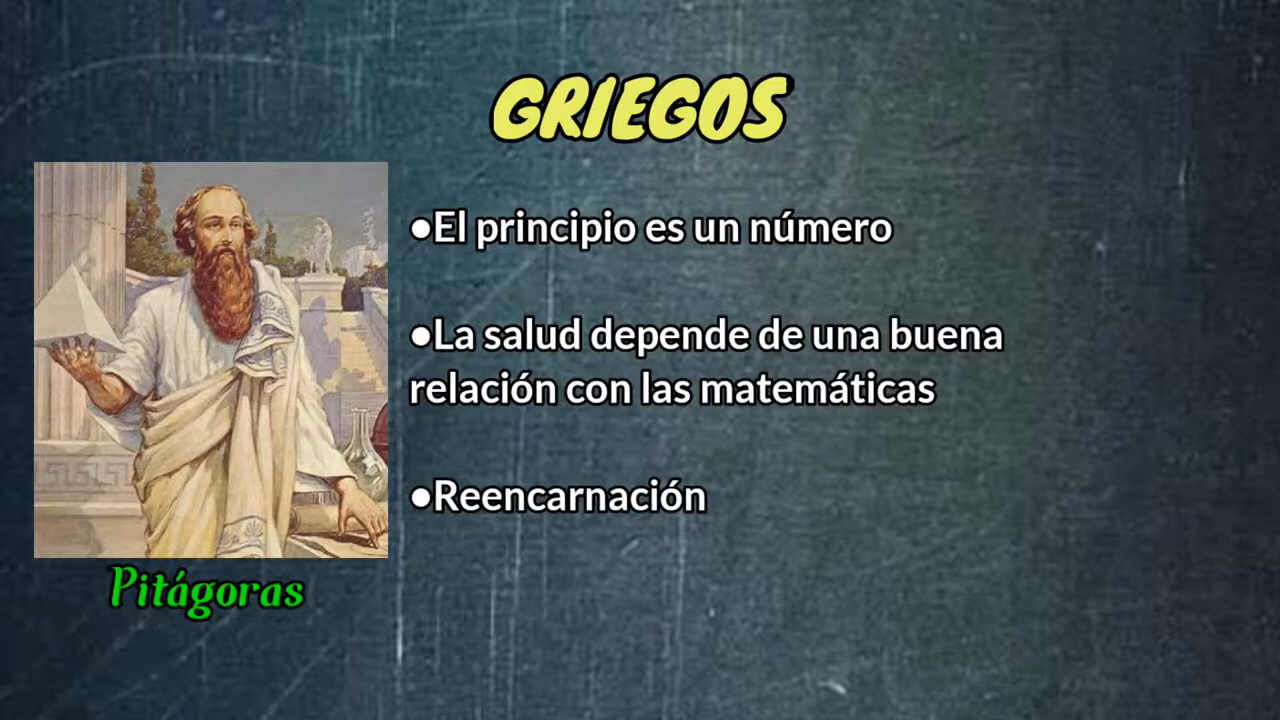 GRIEGOS
●El principio es un número
●La salud depende de una buena
relación con las matemáticas
●Reencarnación
Pitágoras